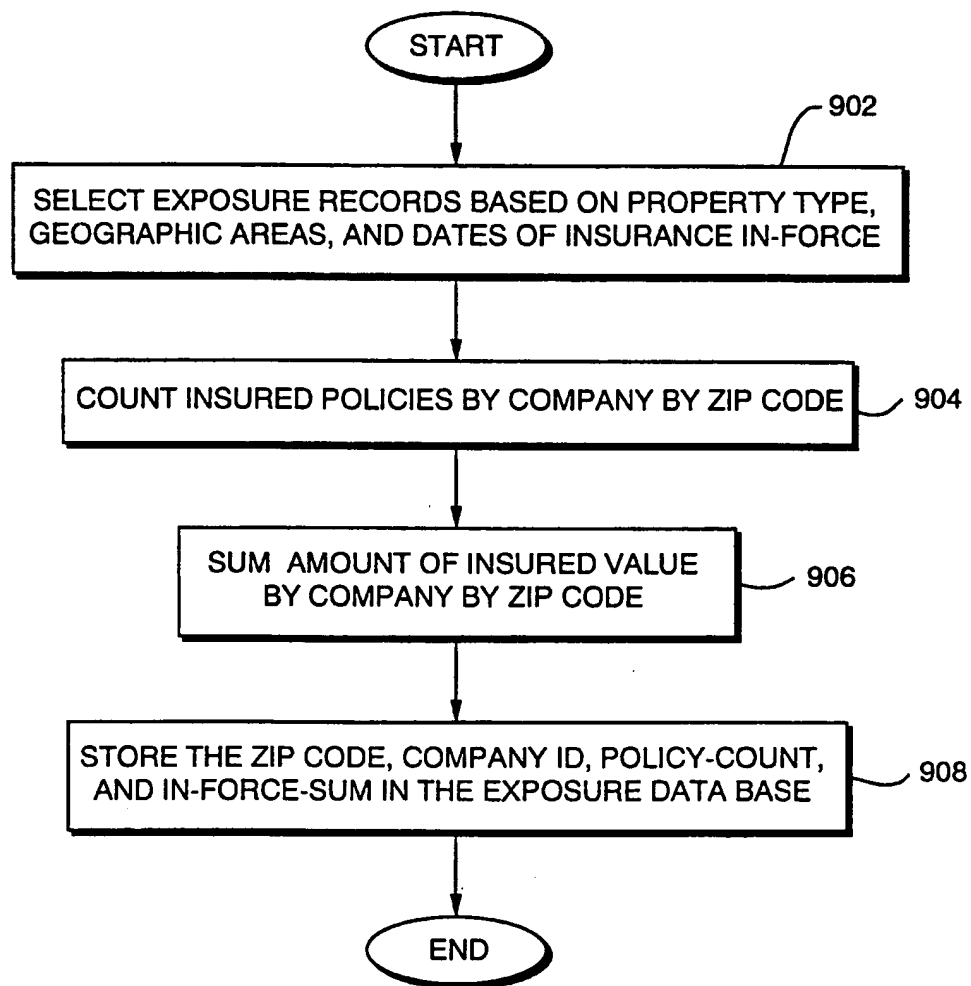 START
902
SELECT EXPOSURE RECORDS BASED ON PROPERTY TYPE,
GEOGRAPHIC AREAS, AND DATES OF INSURANCE IN-FORCE
COUNT INSURED POLICIES BY COMPANY BY ZIP CODE
904
SUM AMOUNT OF INSURED VALUE
BY COMPANY BY ZIP CODE
906
STORE THE ZIP CODE, COMPANY ID, POLICY-COUNT,
AND IN-FORCE-SUM IN THE EXPOSURE DATA BASE
908
END